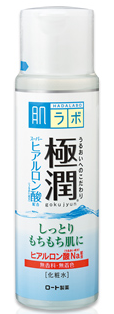 HADALABO
肌ラボ
うるおいへのこだわり
極潤
gokujyun
スーパー
ヒアルロン酸
配合
しっとり
もちもち肌に
ヒアルロン酸Na
無香料・無着色
[化粧水]
ロート製薬